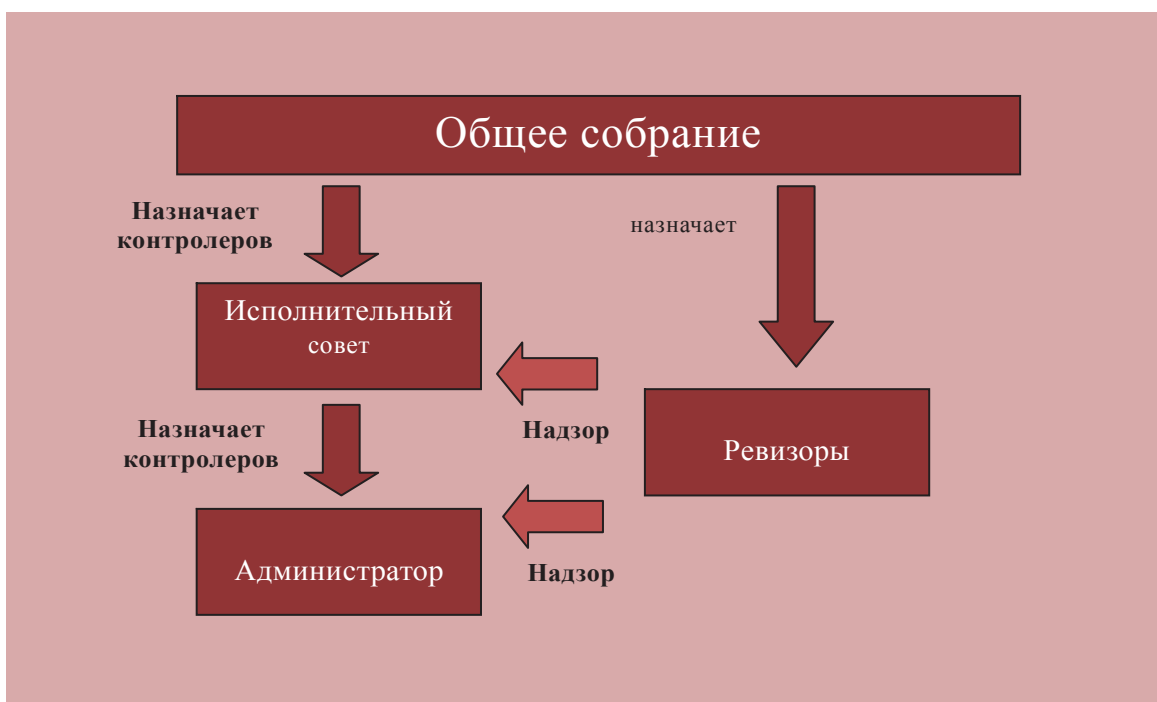 Общее собрание
Назначает
контролеров
назначает
Исполнительный
совет
Назначает
контролеров
Надзор
Ревизоры
Администратор
Надзор